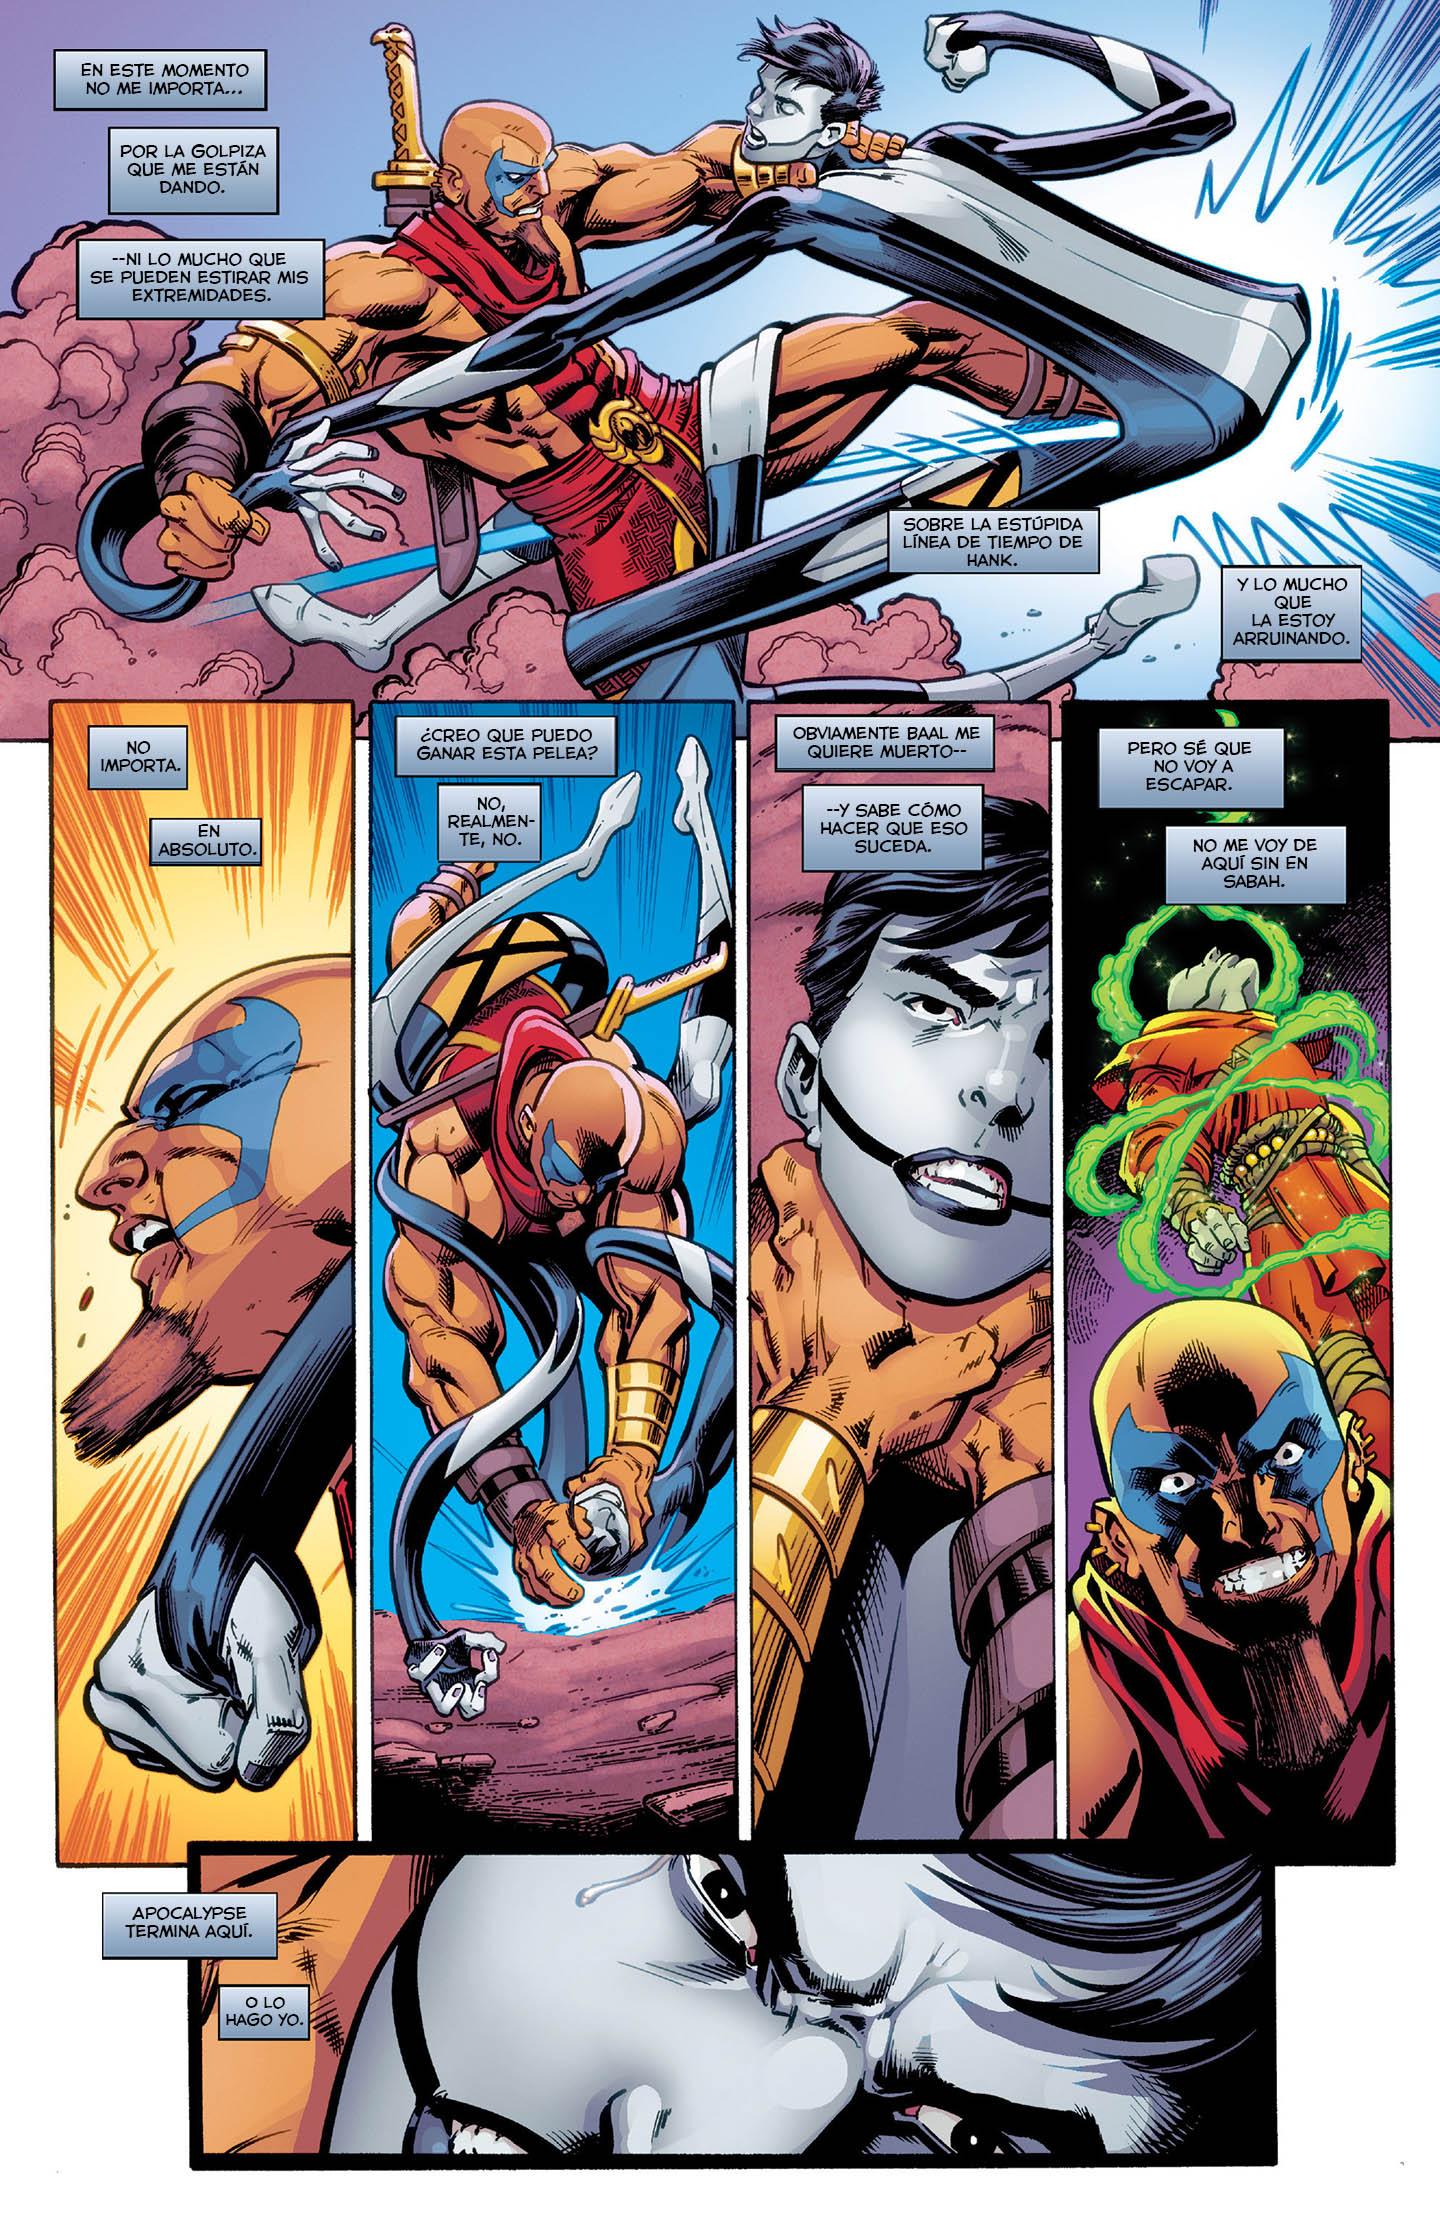 EN ESTE MOMENTO
NO ME IMPORTA...
POR LA GOLPIZA
QUE ME ESTÁN
DANDO.
--NI LO MUCHO QUE
SE PUEDEN ESTIRAR MIS
EXTREMIDADES.
SOBRE LA ESTÚPIDA
LÍNEA DE TIEMPO DE
HANK.
Y LO MUCHO
QUE
LA ESTOY
ARRUINANDO.
NO
IMPORTA.
EN
ABSOLUTO.
¿CREO QUE PUEDO
GANAR ESTA PELEA?
NO,
REALMEN-
TE, NO.
OBVIAMENTE BAAL ME
QUIERE MUERTO--
--Y SABE CÓMO
HACER QUE ESO
SUCEDA.
PERO SÉ QUE
NO VOY A
ESCAPAR.
NO ME VOY DE
AQUÍ SIN EN
SABAH.
APOCALYPSE
TERMINA AQUÍ.
O LO
HAGO YO.